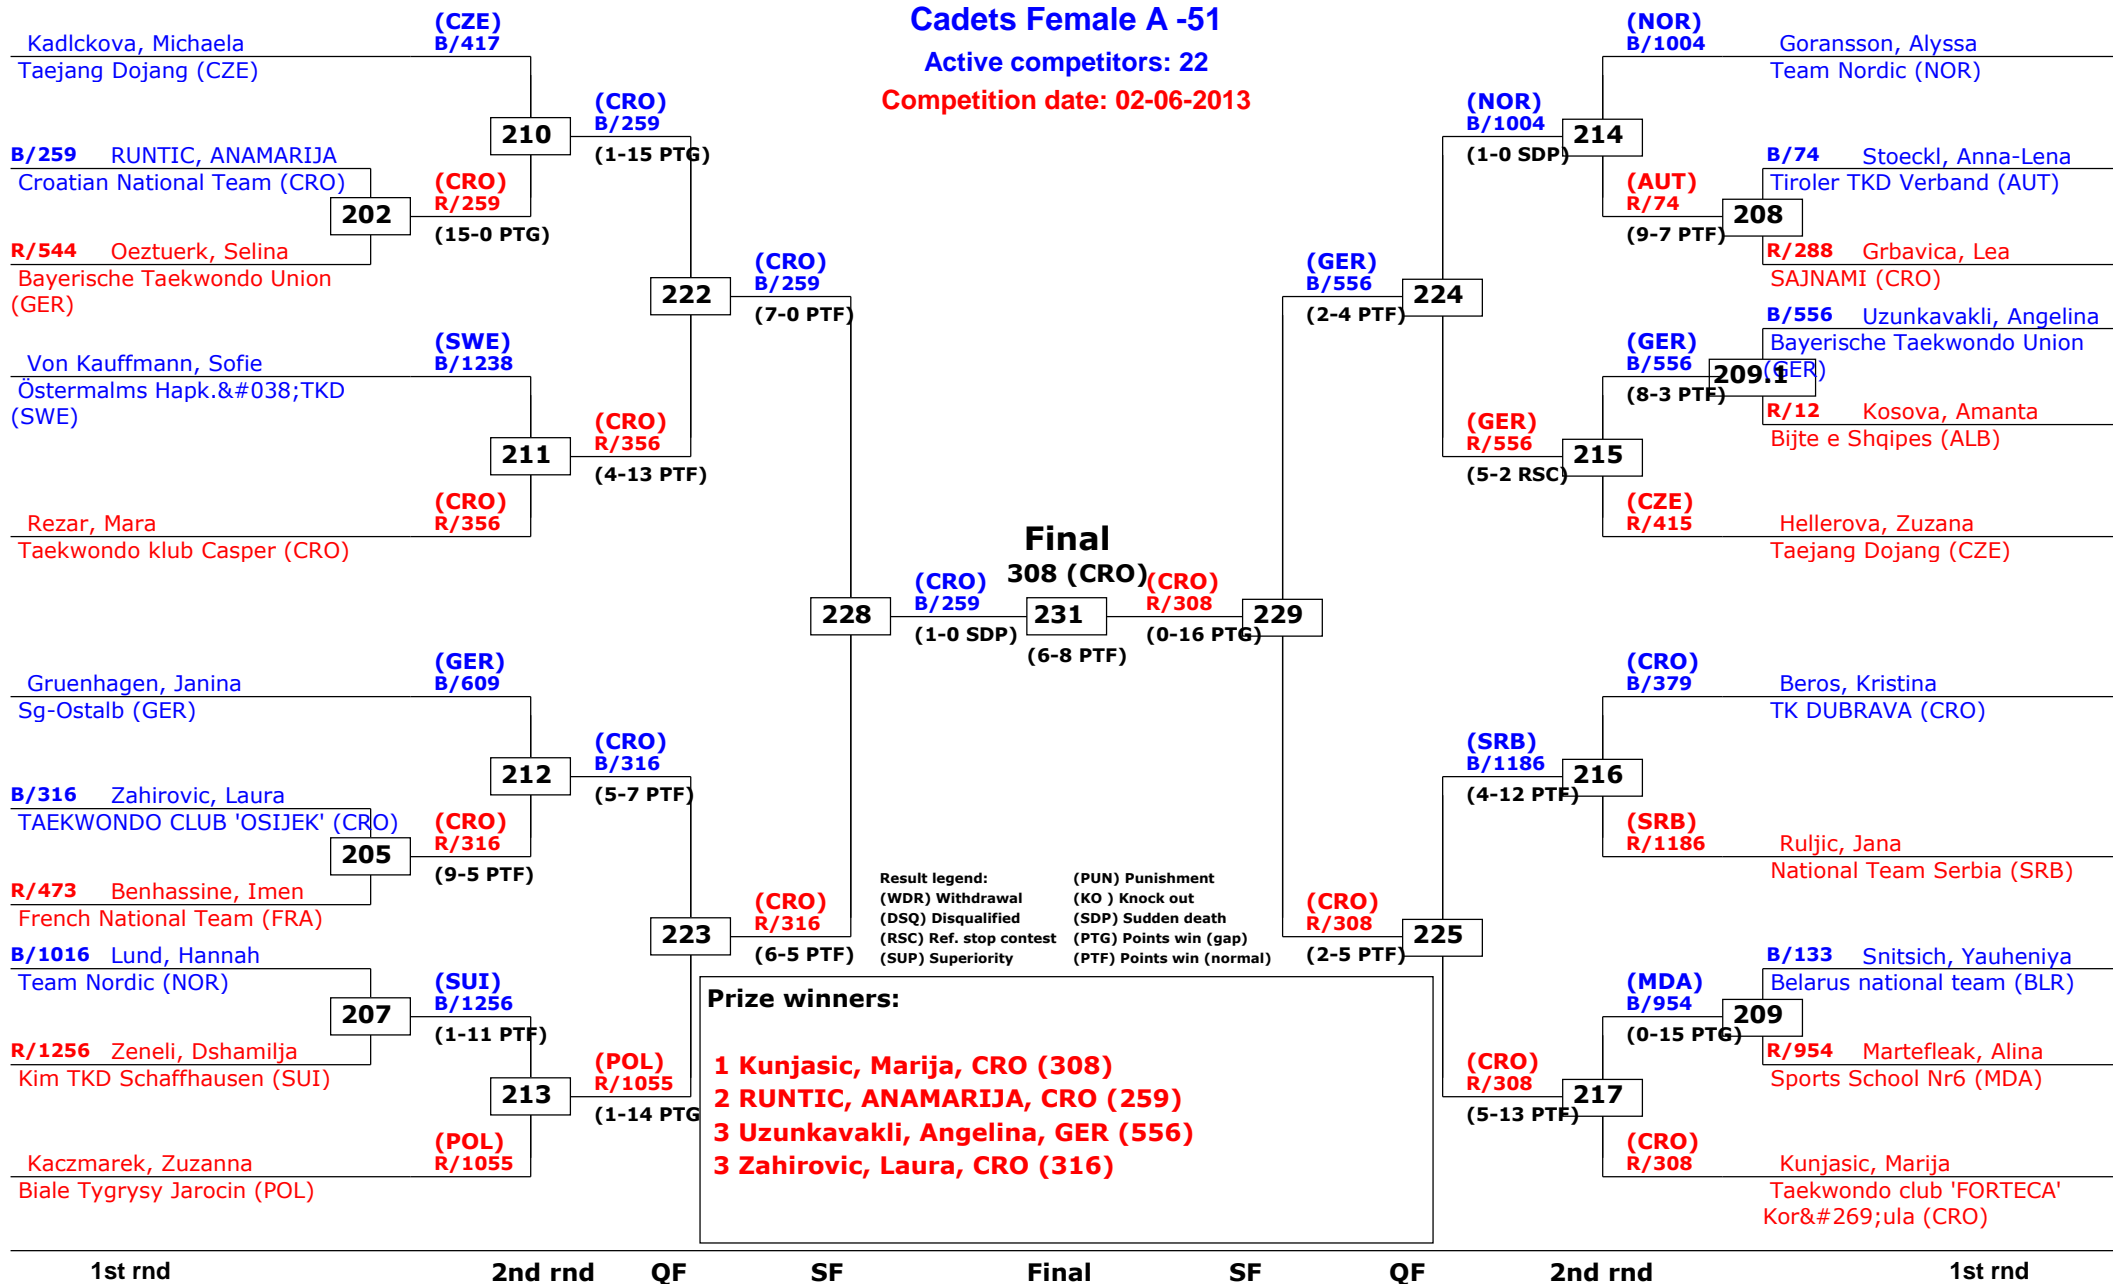 Cadets Female A -51
Active competitors: 22
Competition date: 02-06-2013
(CZE)
B/417
Kadlckova, Michaela
Taejang Dojang (CZE)
B/259 RUNTIC, ANAMARIJA
Croatian National Team (CRO)
202
R/544 Oeztuerk, Selina
Bayerische Taekwondo Union
(GER)
(CRO)
R/259
(15-0 PTG)
210
(CRO)
B/259
(1-15 PTG)
Von Kauffmann, Sofie
Östermalms Hapk.&#038;TKD
(SWE)
(SWE)
B/1238
211
(CRO)
R/356
(4-13 PTF)
Rezar, Mara
Taekwondo klub Casper (CRO)
(CRO)
R/356
222
(CRO)
B/259
(7-0 PTF)
Gruenhagen, Janina
Sg-Ostalb (GER)
(GER)
B/609
212
(CRO)
B/316
(5-7 PTF)
B/316 Zahirovic, Laura
TAEKWONDO CLUB 'OSIJEK' (CRO)
205
R/473 Benhassine, Imen
French National Team (FRA)
(CRO)
R/316
(9-5 PTF)
B/1016 Lund, Hannah
Team Nordic (NOR)
207
R/1256 Zeneli, Dshamilja
Kim TKD Schaffhausen (SUI)
(SUI)
B/1256
(1-11 PTF)
213
(POL)
R/1055
(1-14 PTG
Kaczmarek, Zuzanna
Biale Tygrysy Jarocin (POL)
(POL)
R/1055
223
(CRO)
R/316
(6-5 PTF)
228
(CRO)
B/259
(1-0 SDP)
Final
308 (CRO)
231
(6-8 PTF)
(CRO)
R/308
(0-16 PTG)
229
(NOR)
B/1004
Goransson, Alyssa
Team Nordic (NOR)
(NOR)
B/1004
(1-0 SDP)
214
B/74 Stoeckl, Anna-Lena
Tiroler TKD Verband (AUT)
208
R/288 Grbavica, Lea
SAJNAMI (CRO)
(AUT)
R/74
(9-7 PTF)
(GER)
B/556
(2-4 PTF)
224
B/556 Uzunkavakli, Angelina
Bayerische Taekwondo Union
(GER)
209.1
R/12 Kosova, Amanta
Bijte e Shqipes (ALB)
(GER)
B/556
(8-3 PTF)
(GER)
R/556
(5-2 RSC)
215
(CZE)
R/415
Hellerova, Zuzana
Taejang Dojang (CZE)
(CRO)
B/379
Beros, Kristina
TK DUBRAVA (CRO)
(SRB)
B/1186
(4-12 PTF)
216
(SRB)
R/1186
Ruljic, Jana
National Team Serbia (SRB)
(CRO)
R/308
(2-5 PTF)
225
B/133 Snitsich, Yauheniya
Belarus national team (BLR)
209
R/954 Martefleak, Alina
Sports School Nr6 (MDA)
(MDA)
B/954
(0-15 PTG)
(CRO)
R/308
(5-13 PTF)
217
(CRO)
R/308
Kunjasic, Marija
Taekwondo club 'FORTECA'
Kor&#269;ula (CRO)
Result legend:
(WDR) Withdrawal
(DSQ) Disqualified
(RSC) Ref. stop contest
(SUP) Superiority
(PUN) Punishment
(KO ) Knock out
(SDP) Sudden death
(PTG) Points win (gap)
(PTF) Points win (normal)
Prize winners:
1 Kunjasic, Marija, CRO (308)
2 RUNTIC, ANAMARIJA, CRO (259)
3 Uzunkavakli, Angelina, GER (556)
3 Zahirovic, Laura, CRO (316)
1st rnd 2nd rnd QF SF Final SF QF 2nd rnd 1st rnd